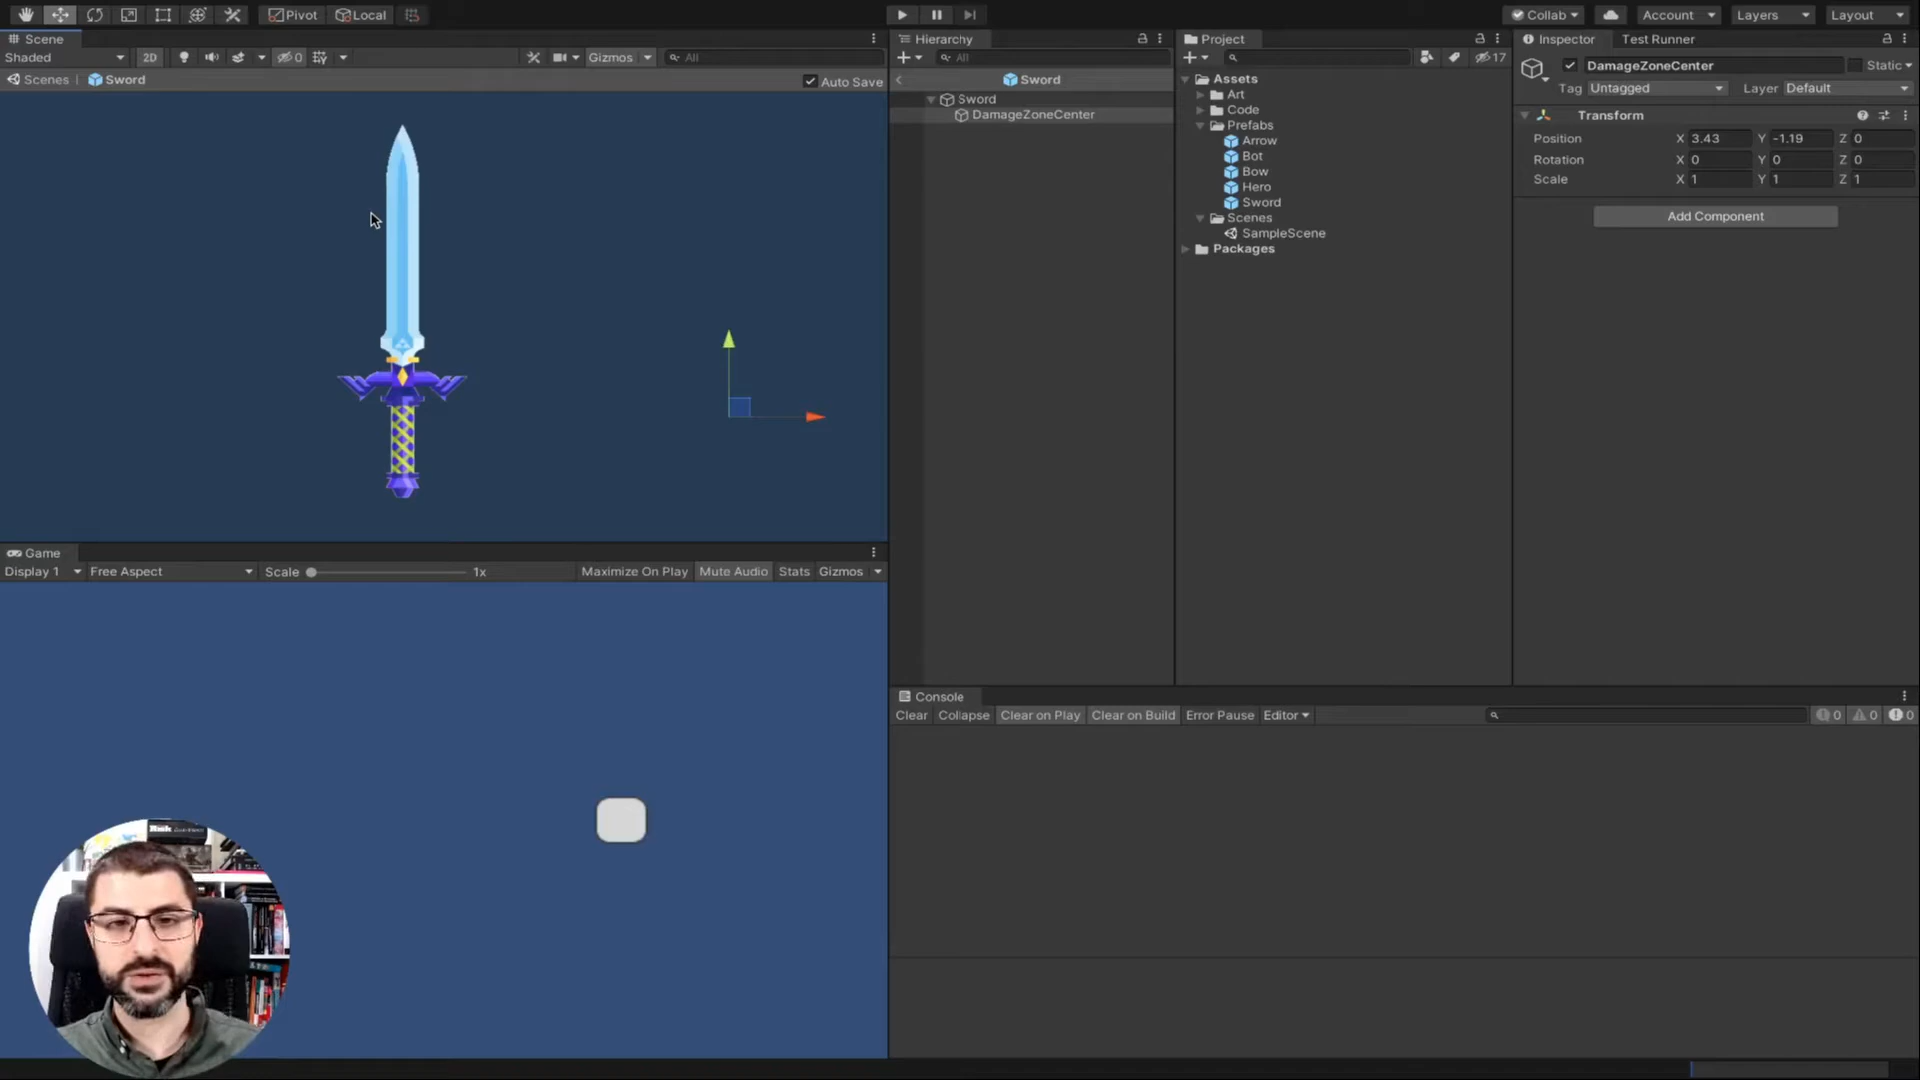 Pivot
Local
Collab
Account
Layers
Layout
Scene
Shaded
2D
0
Gizmos
All
Scenes
Sword
Auto Save
Hierarchy
All
Sword
Sword
DamageZoneCenter
Project
17
Assets
Art
Code
Prefabs
Arrow
Bot
Bow
Hero
Sword
Scenes
SampleScene
Packages
Inspector
Test Runner
DamageZoneCenter
Static
Tag Untagged
Layer Default
Transform
Position X 3.43 Y -1.19 Z 0
Rotation X 0 Y 0 Z 0
Scale X 1 Y 1 Z 1
Add Component
Game
Display 1
Free Aspect
Scale 1x
Maximize On Play
Mute Audio
Stats
Gizmos
Console
Clear
Collapse
Clear on Play
Clear on Build
Error Pause
Editor
0
0
0
Risk